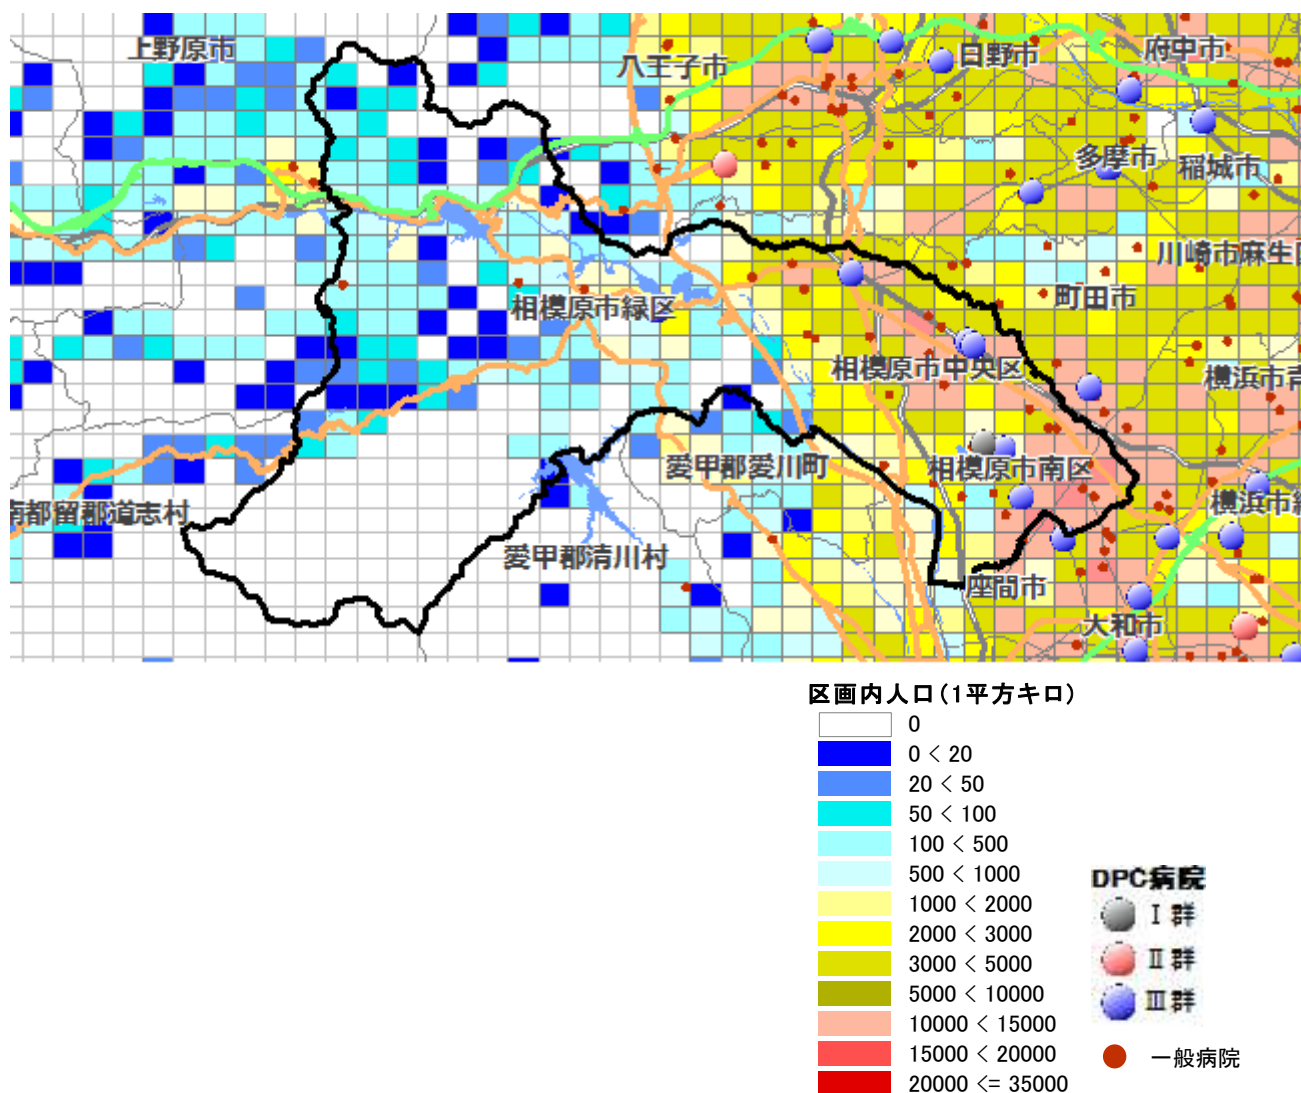 上野原市
八王子市
日野市
府中市
多摩市
稲城市
川崎市麻生
町田市
相模原市緑区
相模原市中央区
横浜市青
愛甲郡愛川町
相模原市南区
南都留郡道志村
横浜市緑
愛甲郡清川村
座間市
大和市
区画内人口(1平方キロ)
0
0 < 20
20 < 50
50 < 100
100 < 500
500 < 1000
1000 < 2000
2000 < 3000
3000 < 5000
5000 < 10000
10000 < 15000
15000 < 20000
20000 <= 35000
DPC病院
Ⅰ群
Ⅱ群
Ⅲ群
一般病院